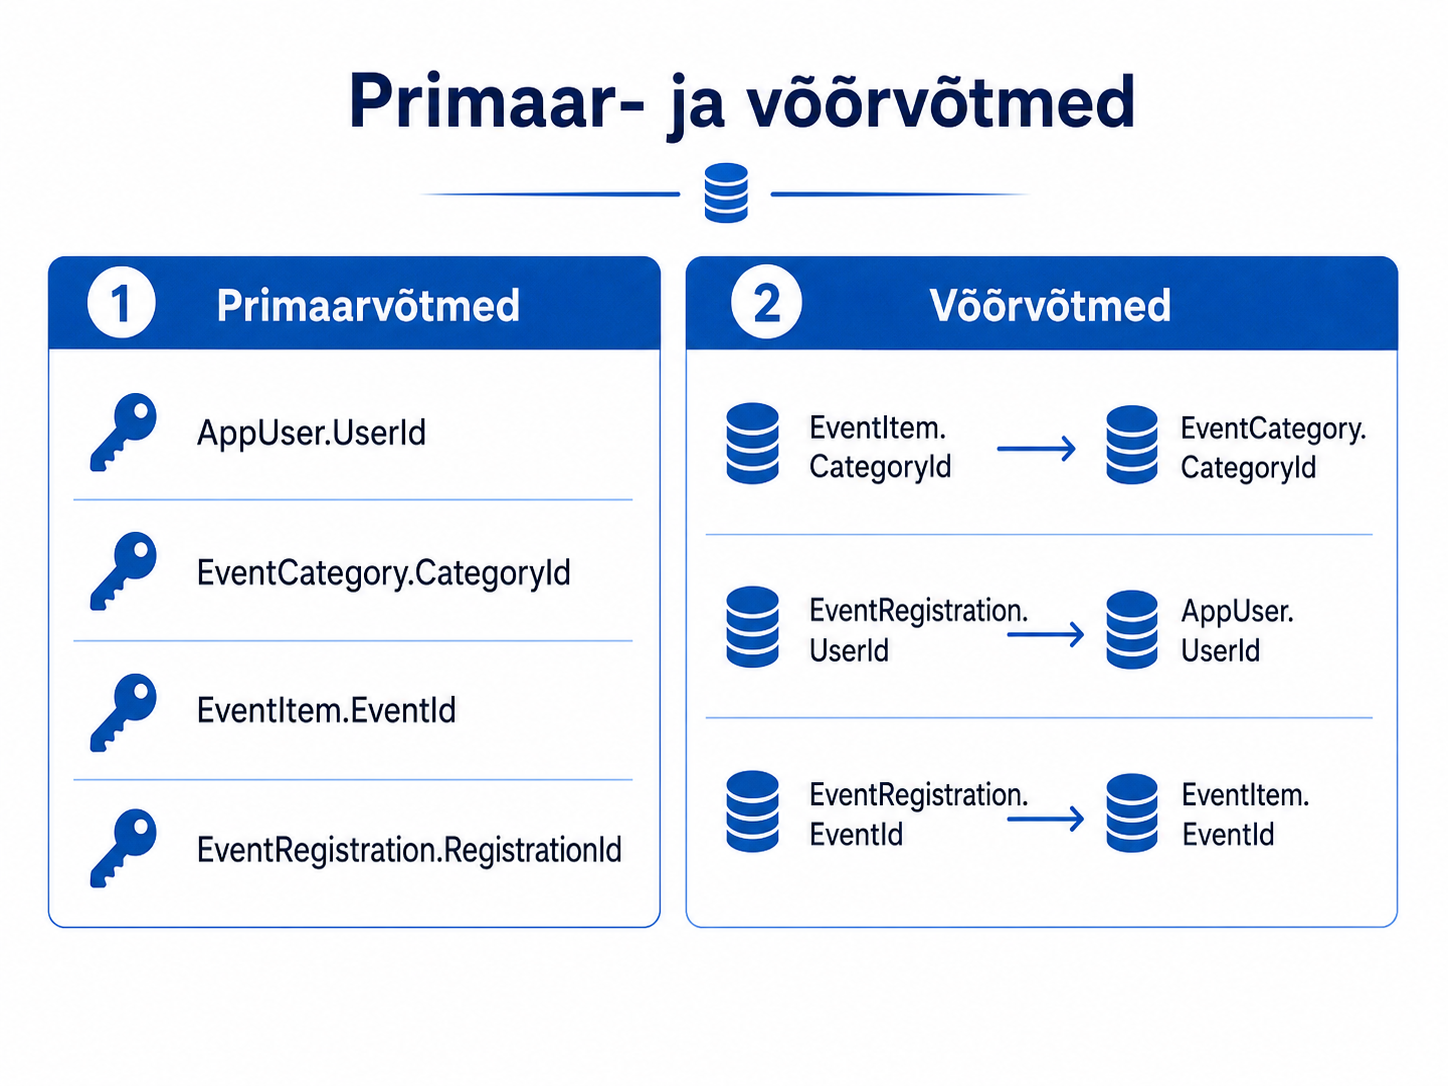 Primaar- ja võõrvõtmed
1
Primaarvõtmed
AppUser.UserId
EventCategory.CategoryId
EventItem.EventId
EventRegistration.RegistrationId
2
Võõrvõtmed
EventItem.
CategoryId
EventCategory.
CategoryId
EventRegistration.
UserId
AppUser.
UserId
EventRegistration.
EventId
EventItem.
EventId